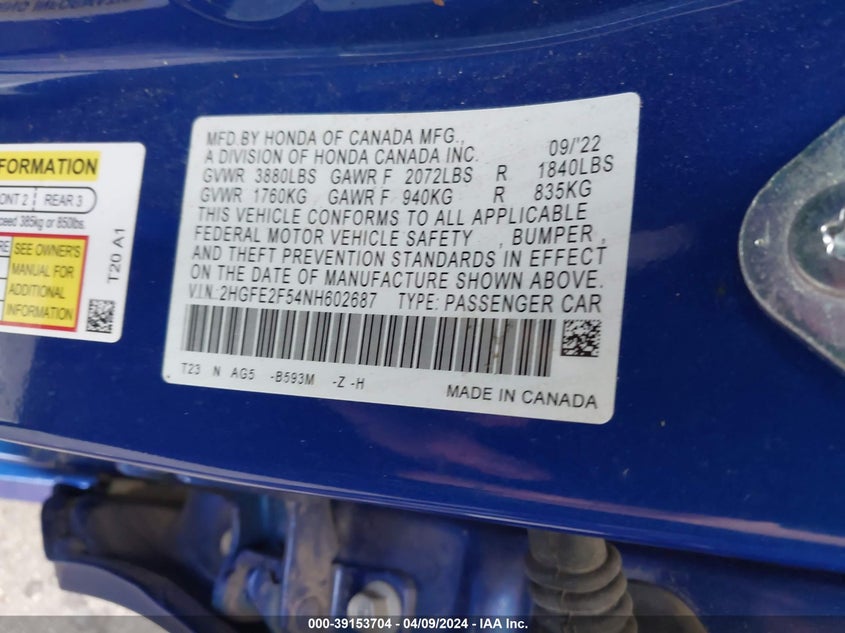 MFD.BY HONDA OF CANADA MFG.,
A DIVISION OF HONDA CANADA INC. 09/'22
GVWR 3880LBS GAWR F 2072LBS R 1840LBS
GVWR 1760KG GAWR F 940KG R 835KG
THIS VEHICLE CONFORMS TO ALL APPLICABLE
FEDERAL MOTOR VEHICLE SAFETY , BUMPER ,
AND THEFT PREVENTION STANDARDS IN EFFECT
ON THE DATE OF MANUFACTURE SHOWN ABOVE.
V.I.N.:2HGFE2F54NH602687 TYPE: PASSENGER CAR
T23 N AG5 -B593M -Z -H
MADE IN CANADA
2 REAR 3
385kg or 850lbs.
SEE OWNER'S
MANUAL FOR
ADDITIONAL
INFORMATION
T20 A1
000-39153704 - 04/09/2024 - IAA Inc.